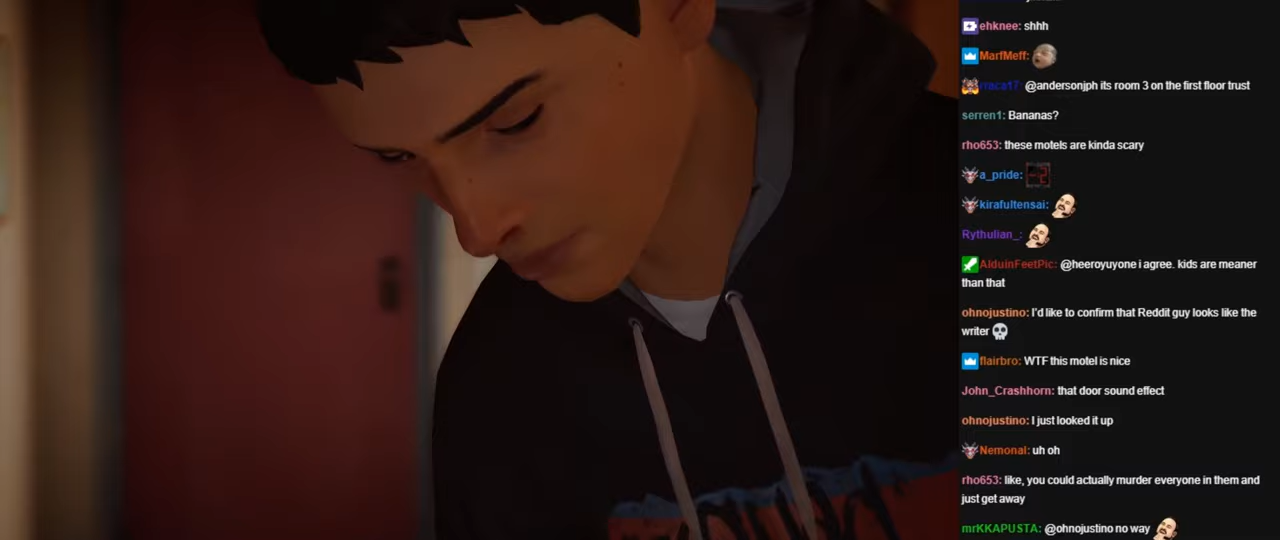 ehknee: shhh
MarfMeff:
rraca17: @andersonjph its room 3 on the first floor trust
serren1: Bananas?
rho653: these motels are kinda scary
a_pride:
kirafultensai:
Rythulian_:
AlduinFeetPic: @heeroyuyone i agree. kids are meaner
than that
ohnojustino: I'd like to confirm that Reddit guy looks like the
writer
flairbro: WTF this motel is nice
John_Crashhorn: that door sound effect
ohnojustino: I just looked it up
Nemonal: uh oh
rho653: like, you could actually murder everyone in them and
just get away
mrKKAPUSTA: @ohnojustino no way